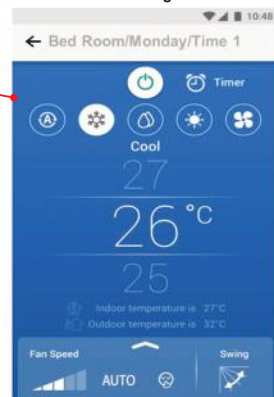 10:48
Bed Room/Monday/Time 1
Timer
A
Cool
27
26°C
25
Indoor temperature is 27°C
Outdoor temperature is 32°C
Fan Speed
Swing
AUTO